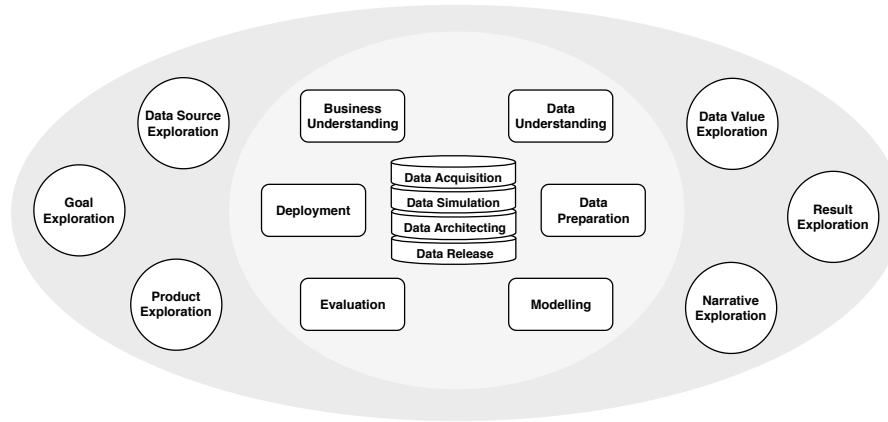 Data Source
Exploration
Goal
Exploration
Product
Exploration
Business
Understanding
Data
Understanding
Deployment
Data Acquisition
Data Simulation
Data Architecting
Data Release
Data
Preparation
Evaluation
Modelling
Data Value
Exploration
Result
Exploration
Narrative
Exploration